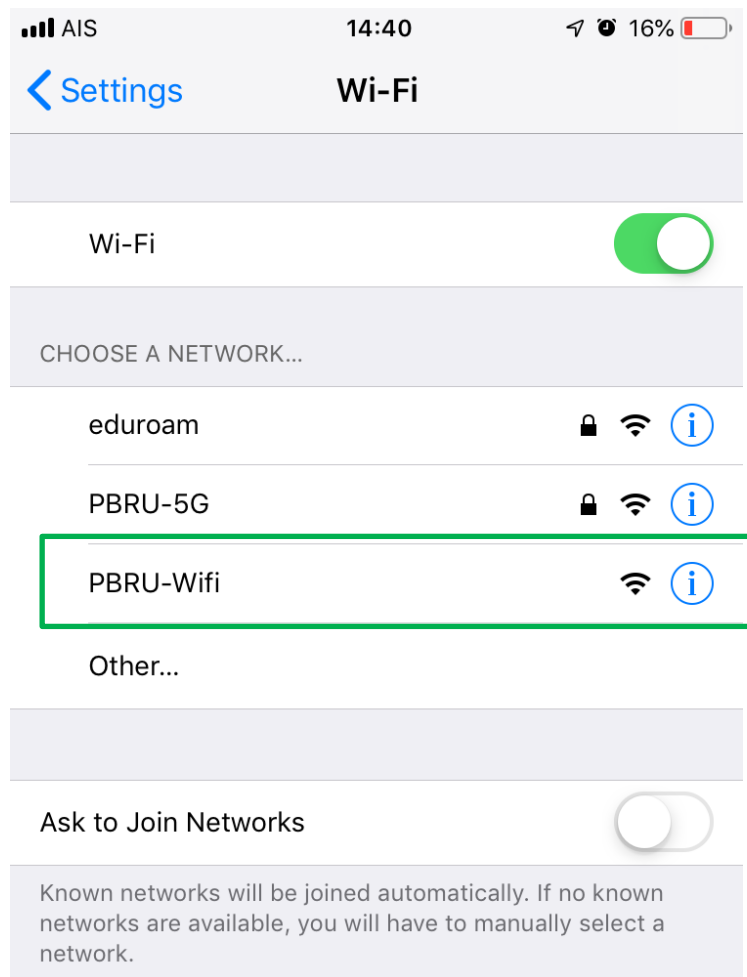 AIS 14:40 16%
Settings Wi-Fi
Wi-Fi
CHOOSE A NETWORK...
eduroam
PBRU-5G
PBRU-Wifi
Other...
Ask to Join Networks
Known networks will be joined automatically. If no known
networks are available, you will have to manually select a
network.